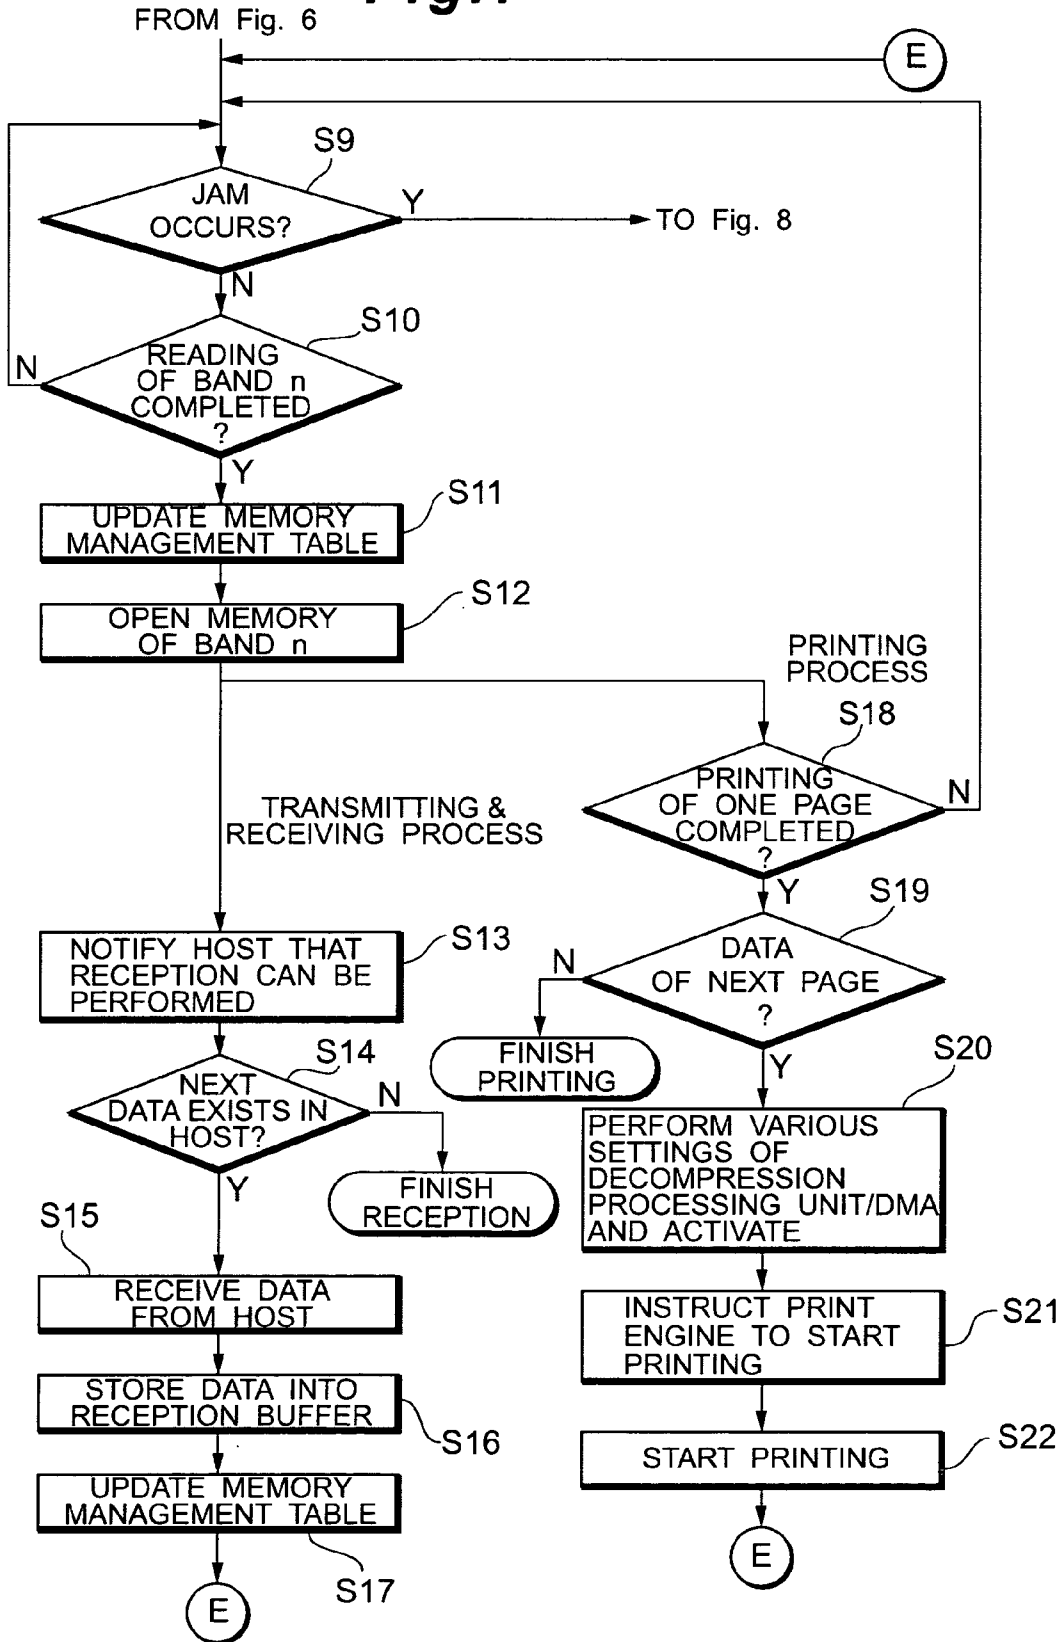 FROM Fig. 6
E
S9
JAM
OCCURS?
Y
TO Fig. 8
N
S10
READING
OF BAND n
COMPLETED
?
N
Y
S11
UPDATE MEMORY
MANAGEMENT TABLE
S12
OPEN MEMORY
OF BAND n
PRINTING
PROCESS
S18
PRINTING
OF ONE PAGE
COMPLETED
?
N
Y
TRANSMITTING &
RECEIVING PROCESS
S19
DATA
OF NEXT PAGE
?
N
Y
FINISH
PRINTING
S13
NOTIFY HOST THAT
RECEPTION CAN BE
PERFORMED
S14
NEXT
DATA EXISTS IN
HOST?
N
Y
FINISH
RECEPTION
S20
PERFORM VARIOUS
SETTINGS OF
DECOMPRESSION
PROCESSING UNIT/DMA
AND ACTIVATE
S15
RECEIVE DATA
FROM HOST
S21
INSTRUCT PRINT
ENGINE TO START
PRINTING
STORE DATA INTO
RECEPTION BUFFER
S16
S22
START PRINTING
UPDATE MEMORY
MANAGEMENT TABLE
S17
E
E